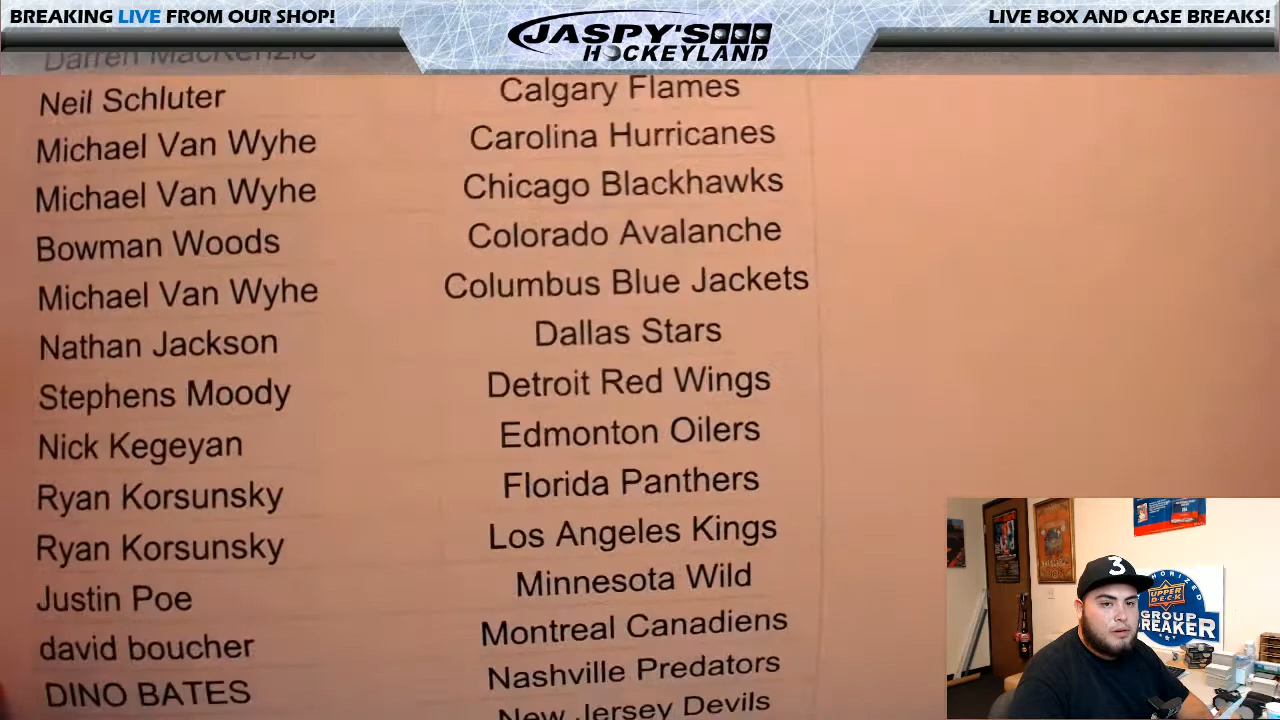 BREAKING LIVE FROM OUR SHOP!
JASPY'S
HOCKEYLAND
LIVE BOX AND CASE BREAKS!
Darren MacKenzie
Neil Schluter Calgary Flames
Michael Van Wyhe Carolina Hurricanes
Michael Van Wyhe Chicago Blackhawks
Bowman Woods Colorado Avalanche
Michael Van Wyhe Columbus Blue Jackets
Nathan Jackson Dallas Stars
Stephens Moody Detroit Red Wings
Nick Kegeyan Edmonton Oilers
Ryan Korsunsky Florida Panthers
Ryan Korsunsky Los Angeles Kings
Justin Poe Minnesota Wild
david boucher Montreal Canadiens
DINO BATES Nashville Predators
New Jersey Devils
3
AUTHORIZED
UPPER DECK
GROUP
BREAKER